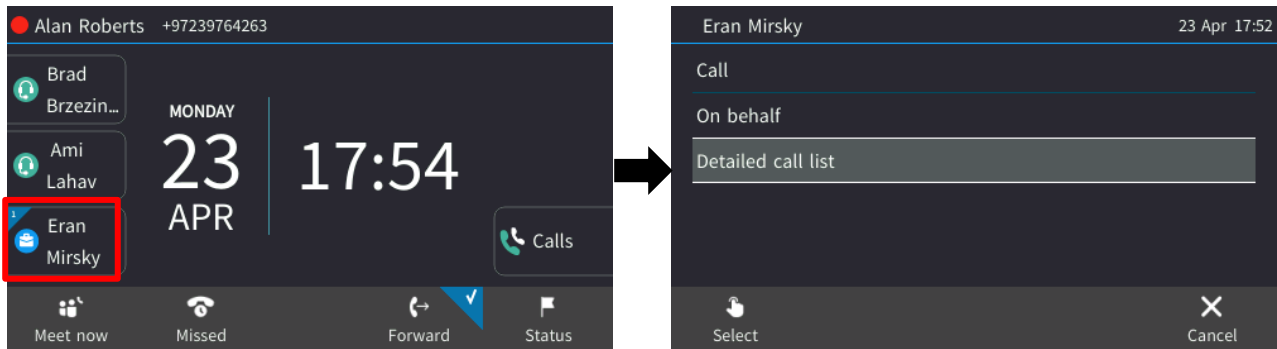 Alan Roberts +97239764263
Brad
Brzezin...
Ami
Lahav
1
Eran
Mirsky
MONDAY
23
APR
17:54
Calls
Meet now
Missed
Forward
Status
Eran Mirsky
23 Apr 17:52
Call
On behalf
Detailed call list
Select
Cancel